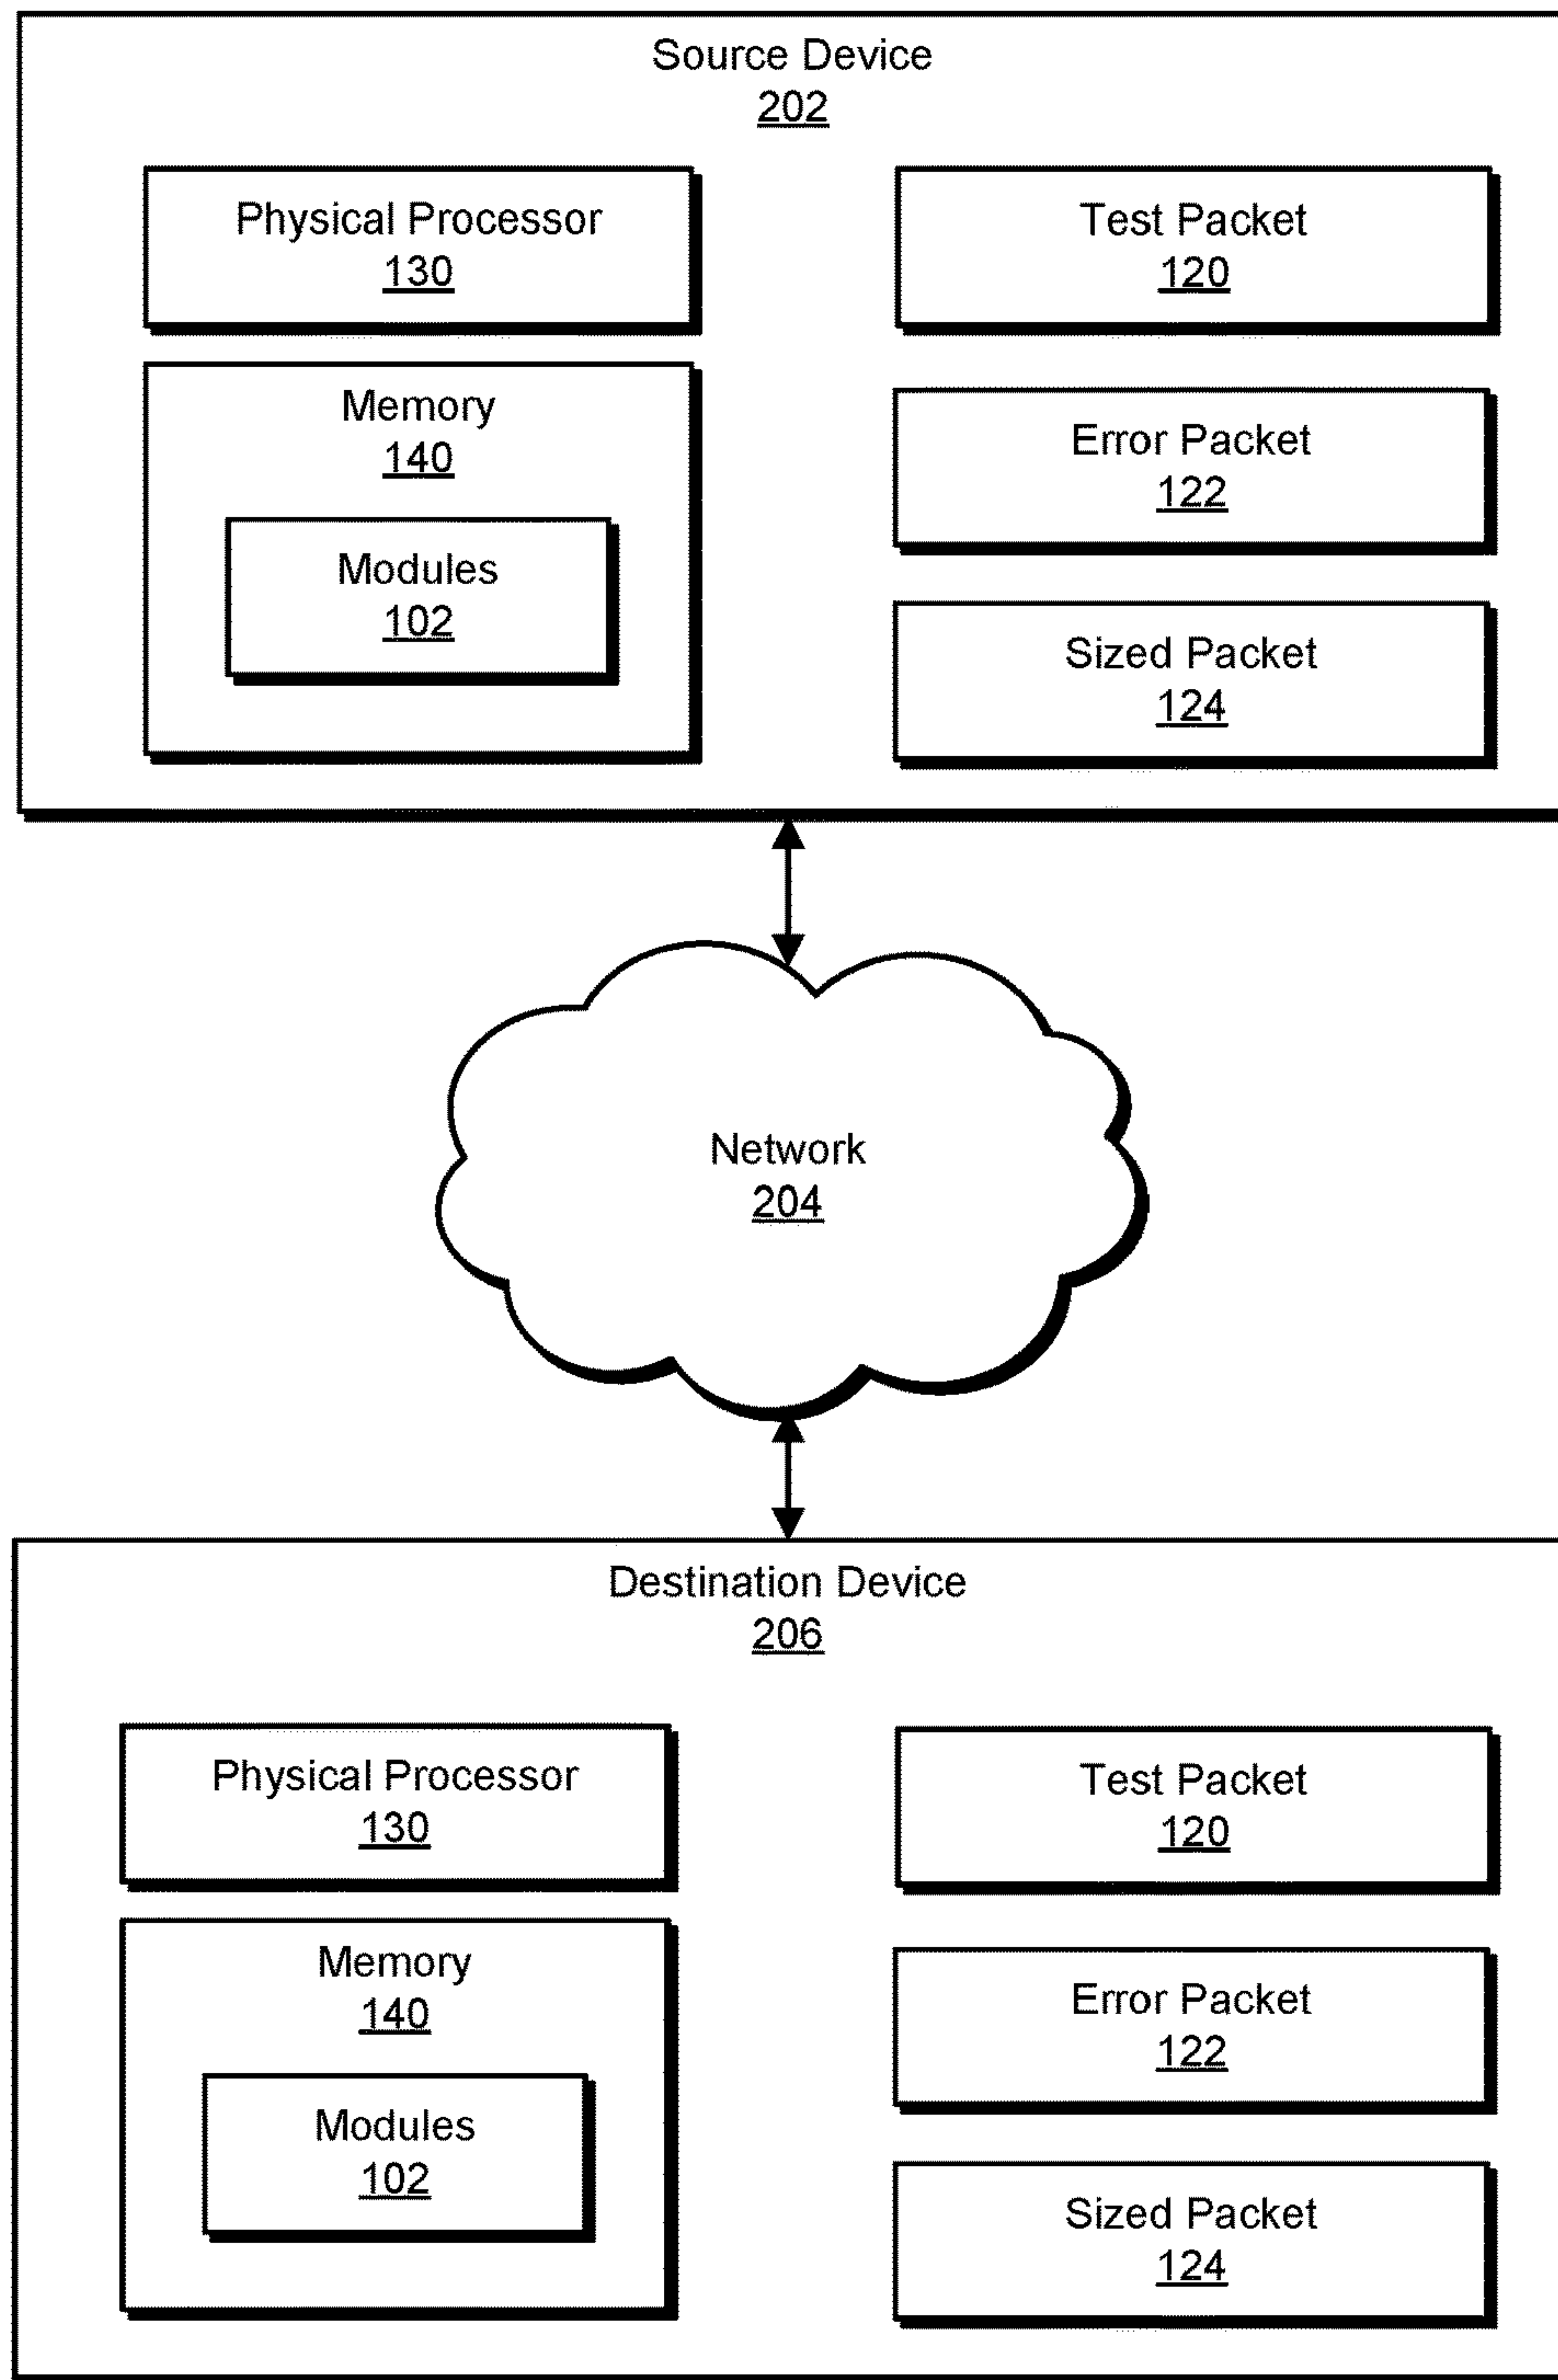 Source Device
202
Physical Processor
130
Memory
140
Modules
102
Test Packet
120
Error Packet
122
Sized Packet
124
Network
204
Destination Device
206
Physical Processor
130
Memory
140
Modules
102
Test Packet
120
Error Packet
122
Sized Packet
124